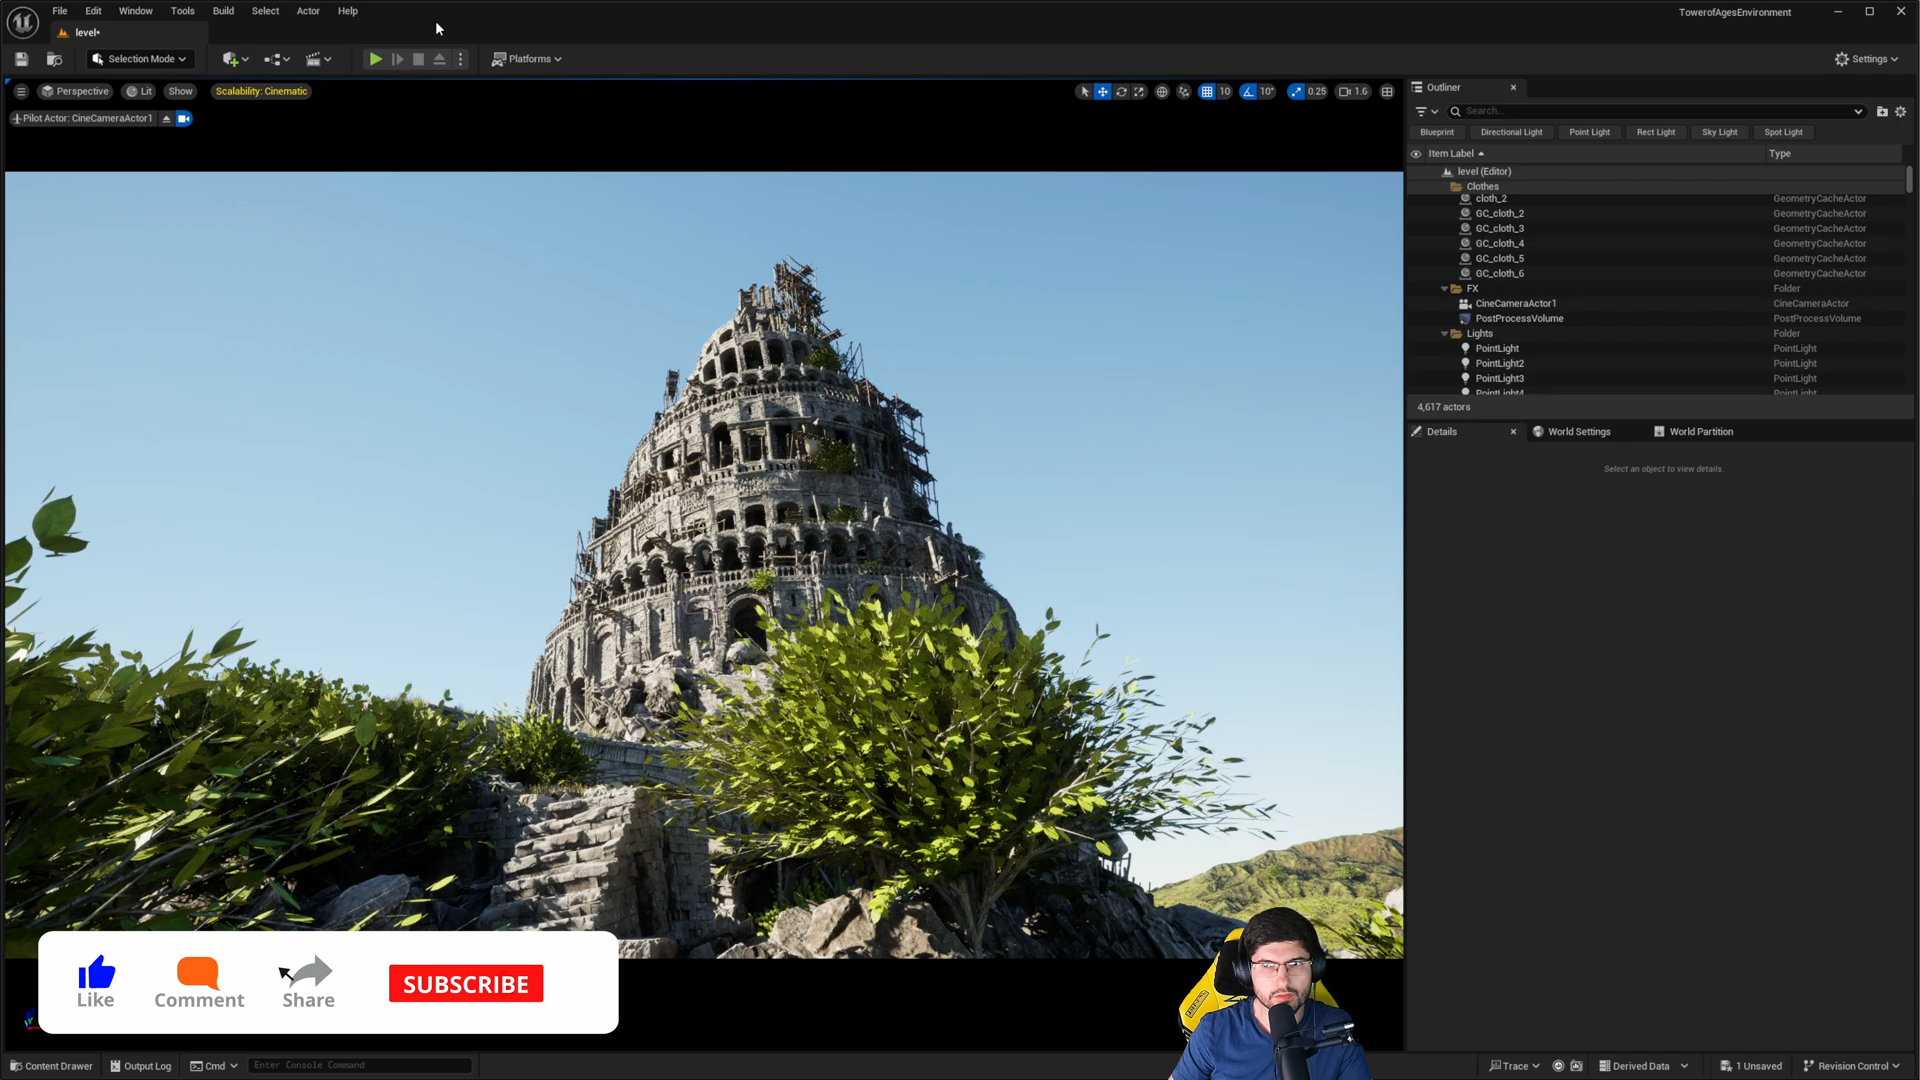 File Edit Window Tools Build Select Actor Help
TowerofAgesEnvironment
level•
Selection Mode
Platforms
Settings
Perspective
Lit
Show
Scalability: Cinematic
10
10°
0.25
1.6
Pilot Actor: CineCameraActor1
Outliner
Search...
Blueprint
Directional Light
Point Light
Rect Light
Sky Light
Spot Light
Item Label
Type
level (Editor)
Clothes
cloth_2 GeometryCacheActor
GC_cloth_2 GeometryCacheActor
GC_cloth_3 GeometryCacheActor
GC_cloth_4 GeometryCacheActor
GC_cloth_5 GeometryCacheActor
GC_cloth_6 GeometryCacheActor
FX Folder
CineCameraActor1 CineCameraActor
PostProcessVolume PostProcessVolume
Lights Folder
PointLight PointLight
PointLight2 PointLight
PointLight3 PointLight
PointLight4 PointLight
4,617 actors
Details
World Settings
World Partition
Select an object to view details.
Like
Comment
Share
SUBSCRIBE
Content Drawer
Output Log
Cmd
Enter Console Command
Trace
Derived Data
1 Unsaved
Revision Control